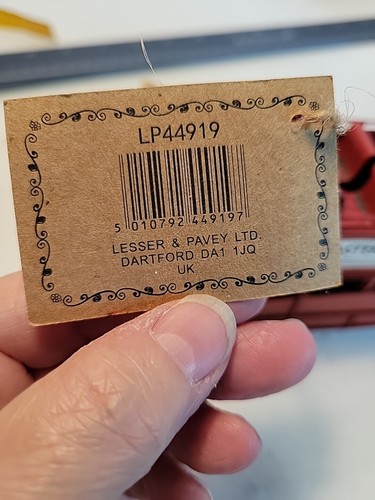 LP44919
5 010792 449197
LESSER & PAVEY LTD.
DARTFORD DA1 1JQ
UK